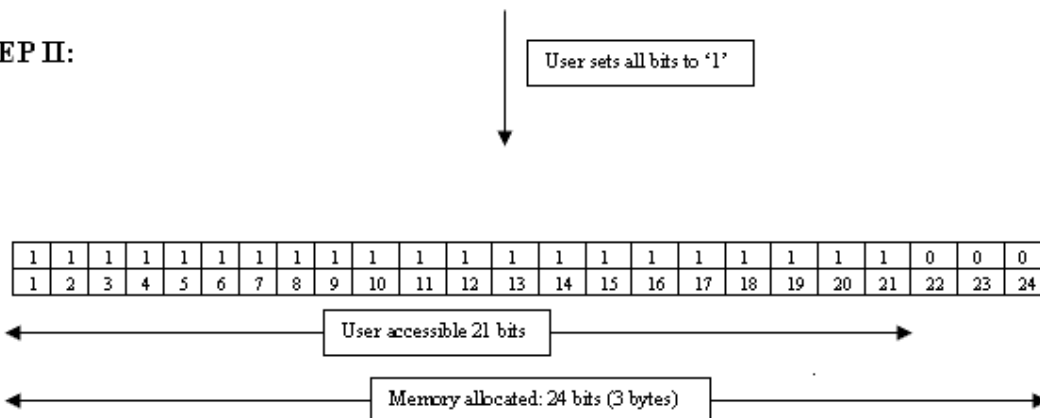 EP II:
User sets all bits to ‘1’
1 1 1 1 1 1 1 1 1 1 1 1 1 1 1 1 1 1 1 1 1 0 0 0
1 2 3 4 5 6 7 8 9 10 11 12 13 14 15 16 17 18 19 20 21 22 23 24
User accessible 21 bits
Memory allocated: 24 bits (3 bytes)